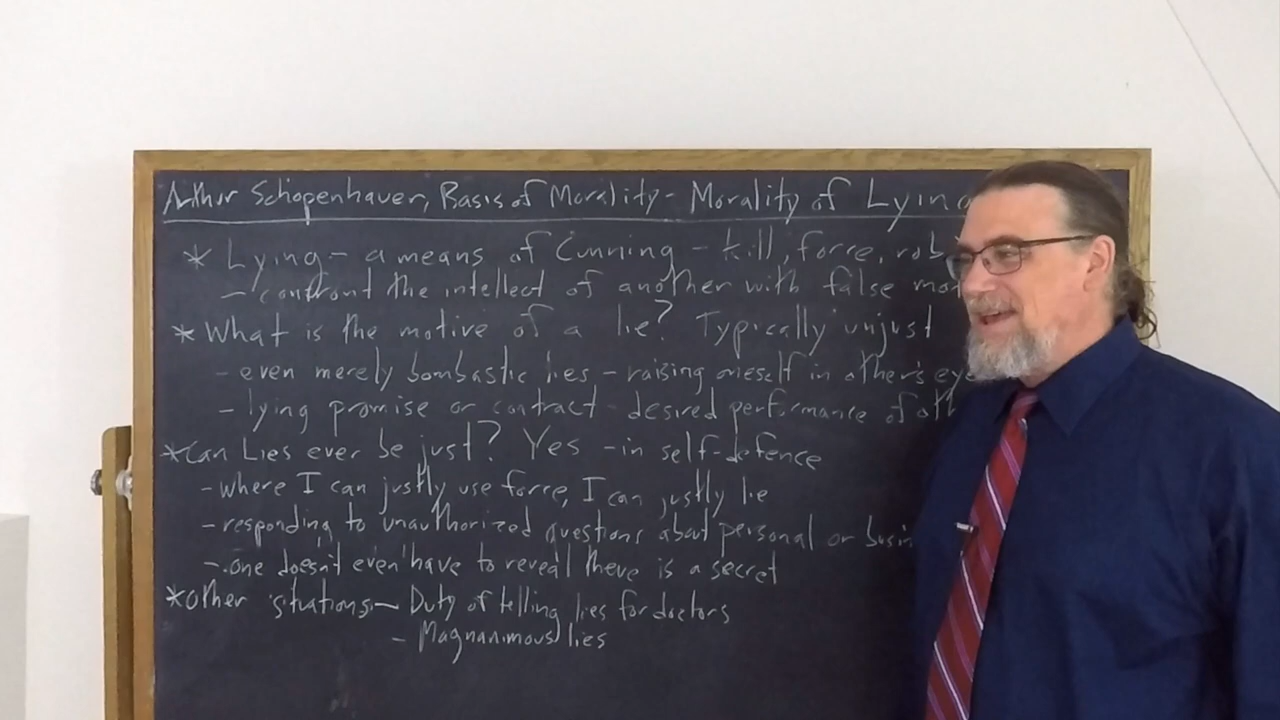 Arthur Schopenhauer, Basis of Morality - Morality of Lying
* Lying - a means of Cunning - kill, force, rob
- confront the intellect of another with false mo
* What is the motive of a lie? Typically unjust
- even merely bombastic lies - raising oneself in other's eye
- lying promise or contract - desired performance of oth
* Can Lies ever be just? Yes - in self-defence
- where I can justly use force, I can justly lie
- responding to unauthorized questions about personal or busin
- one doesn't even have to reveal there is a secret
* Other situations - Duty of telling lies for doctors
- Magnanimous lies